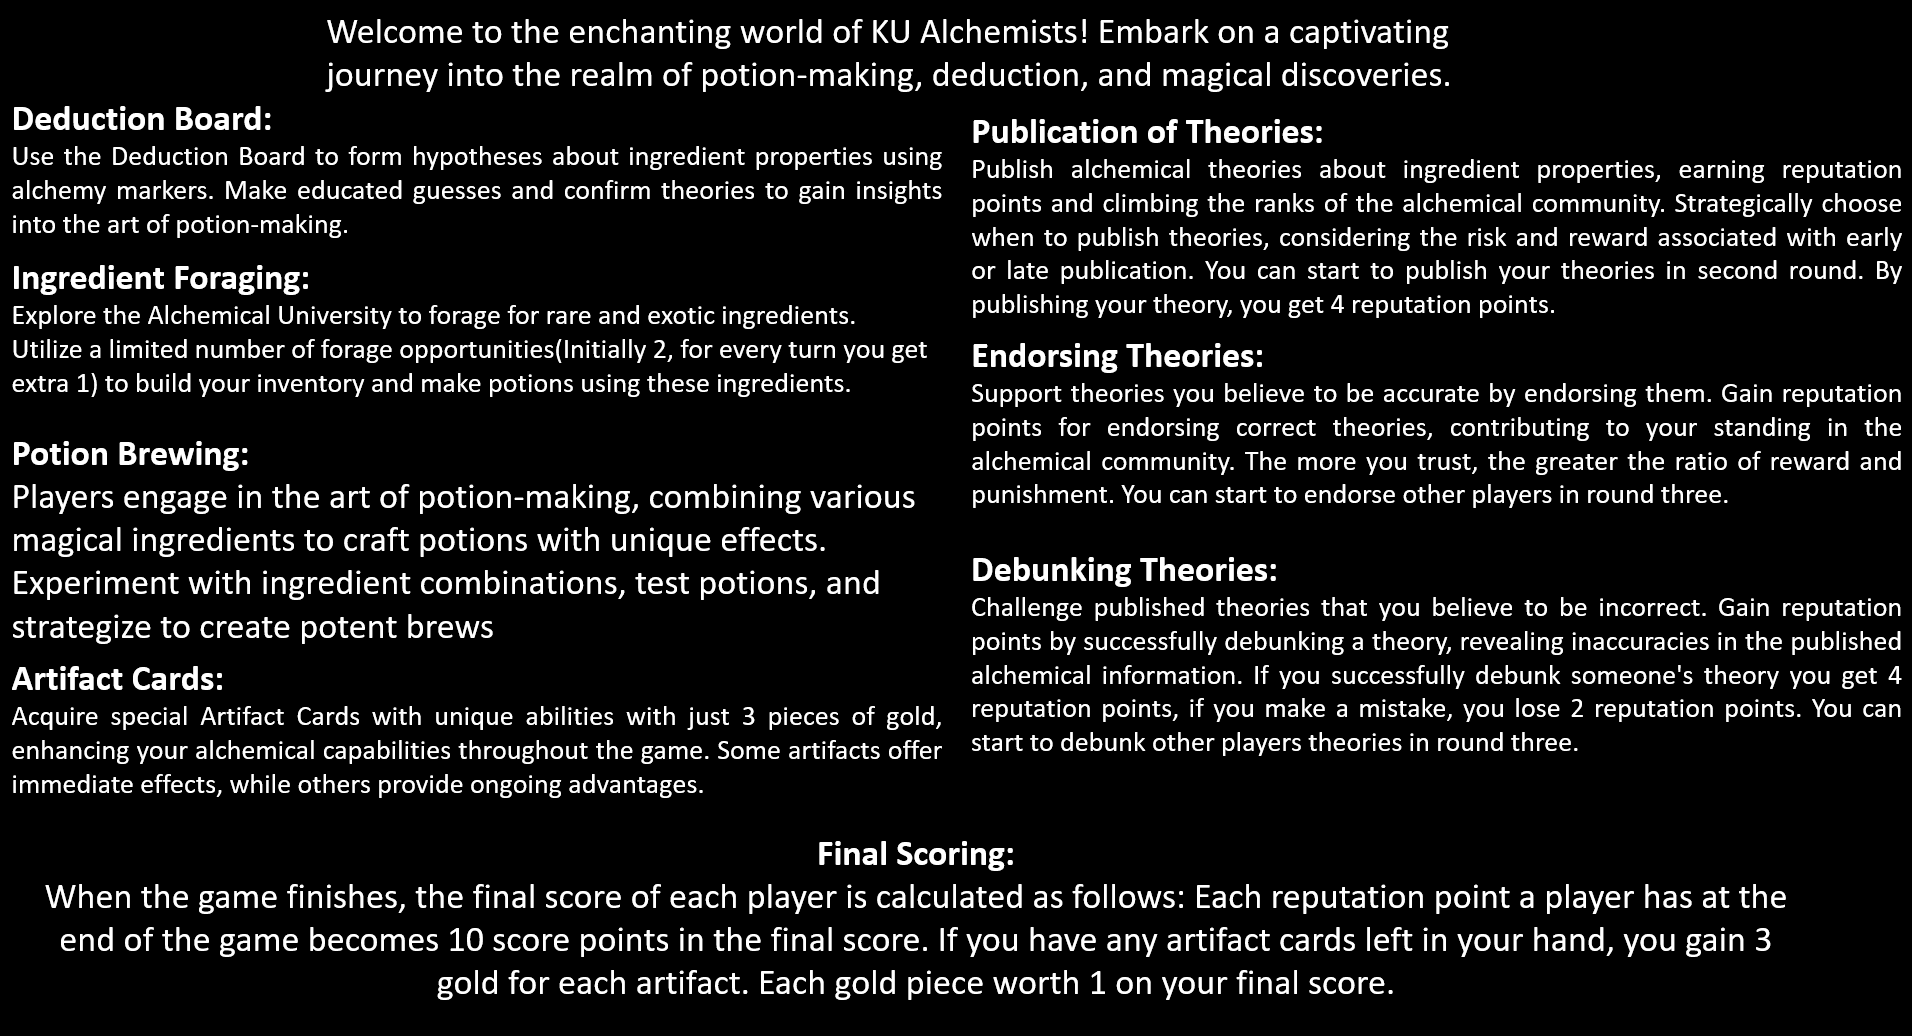 Welcome to the enchanting world of KU Alchemists! Embark on a captivating
journey into the realm of potion-making, deduction, and magical discoveries.
Deduction Board:
Use the Deduction Board to form hypotheses about ingredient properties using
alchemy markers. Make educated guesses and confirm theories to gain insights
into the art of potion-making.
Ingredient Foraging:
Explore the Alchemical University to forage for rare and exotic ingredients.
Utilize a limited number of forage opportunities(Initially 2, for every turn you get
extra 1) to build your inventory and make potions using these ingredients.
Potion Brewing:
Players engage in the art of potion-making, combining various
magical ingredients to craft potions with unique effects.
Experiment with ingredient combinations, test potions, and
strategize to create potent brews
Artifact Cards:
Acquire special Artifact Cards with unique abilities with just 3 pieces of gold,
enhancing your alchemical capabilities throughout the game. Some artifacts offer
immediate effects, while others provide ongoing advantages.
Publication of Theories:
Publish alchemical theories about ingredient properties, earning reputation
points and climbing the ranks of the alchemical community. Strategically choose
when to publish theories, considering the risk and reward associated with early
or late publication. You can start to publish your theories in second round. By
publishing your theory, you get 4 reputation points.
Endorsing Theories:
Support theories you believe to be accurate by endorsing them. Gain reputation
points for endorsing correct theories, contributing to your standing in the
alchemical community. The more you trust, the greater the ratio of reward and
punishment. You can start to endorse other players in round three.
Debunking Theories:
Challenge published theories that you believe to be incorrect. Gain reputation
points by successfully debunking a theory, revealing inaccuracies in the published
alchemical information. If you successfully debunk someone's theory you get 4
reputation points, if you make a mistake, you lose 2 reputation points. You can
start to debunk other players theories in round three.
Final Scoring:
When the game finishes, the final score of each player is calculated as follows: Each reputation point a player has at the
end of the game becomes 10 score points in the final score. If you have any artifact cards left in your hand, you gain 3
gold for each artifact. Each gold piece worth 1 on your final score.